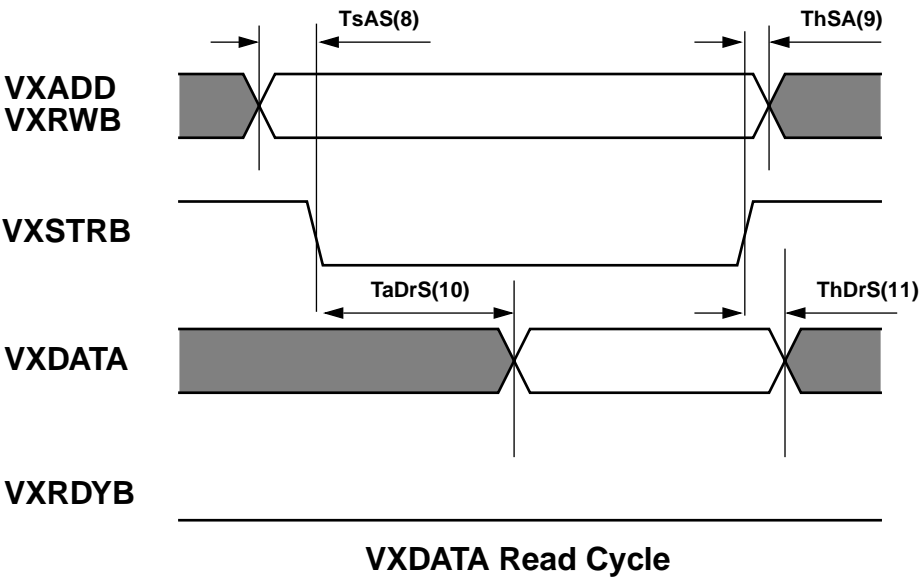 TsAS(8)
ThSA(9)
VXADD
VXRWB
VXSTRB
TaDrS(10)
ThDrS(11)
VXDATA
VXRDYB
VXDATA Read Cycle